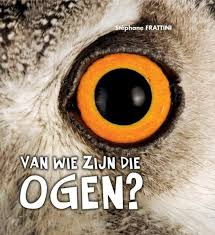 Stéphane FRATTINI
VAN WIE ZIJN DIE
OGEN?